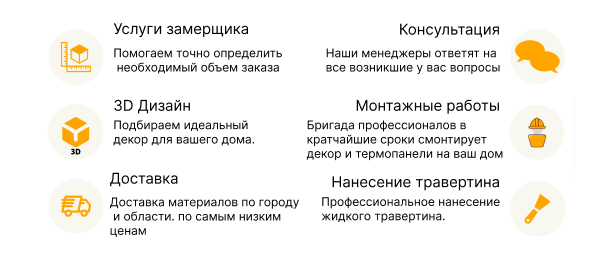 Услуги замерщика
Помогаем точно определить
необходимый объем заказа
3D Дизайн
Подбираем идеальный
декор для вашего дома.
3D
Доставка
Доставка материалов по городу
и области. по самым низким
ценам
Консультация
Наши менеджеры ответят на
все возникшие у вас вопросы
Монтажные работы
Бригада профессионалов в
кратчайшие сроки смонтирует
декор и термопанели на ваш дом
Нанесение травертина
Профессиональное нанесение
жидкого травертина.